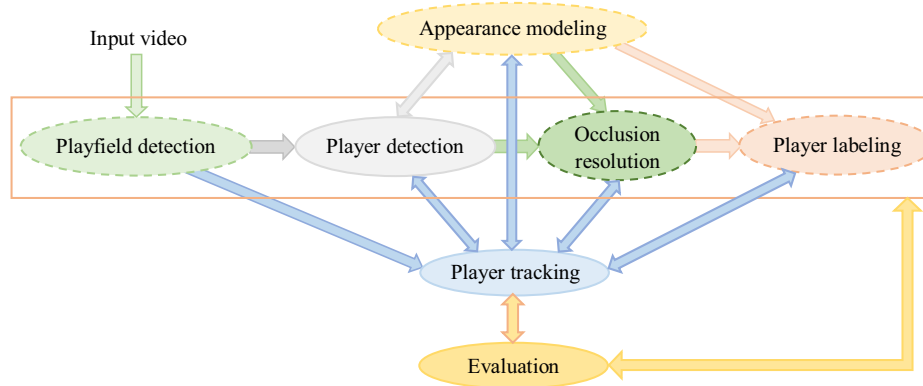 Input video
Appearance modeling
Playfield detection
Player detection
Occlusion
resolution
Player labeling
Player tracking
Evaluation